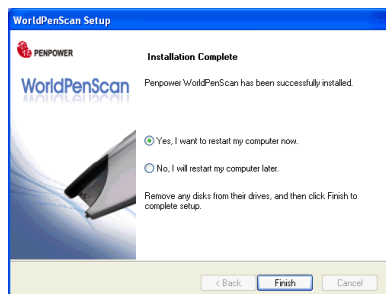 WorldPenScan Setup
PENPOWER
WorldPenScan
Installation Complete
Penpower WorldPenScan has been successfully installed.
Yes, I want to restart my computer now.
No, I will restart my computer later.
Remove any disks from their drives, and then click Finish to
complete setup.
< Back
Finish
Cancel